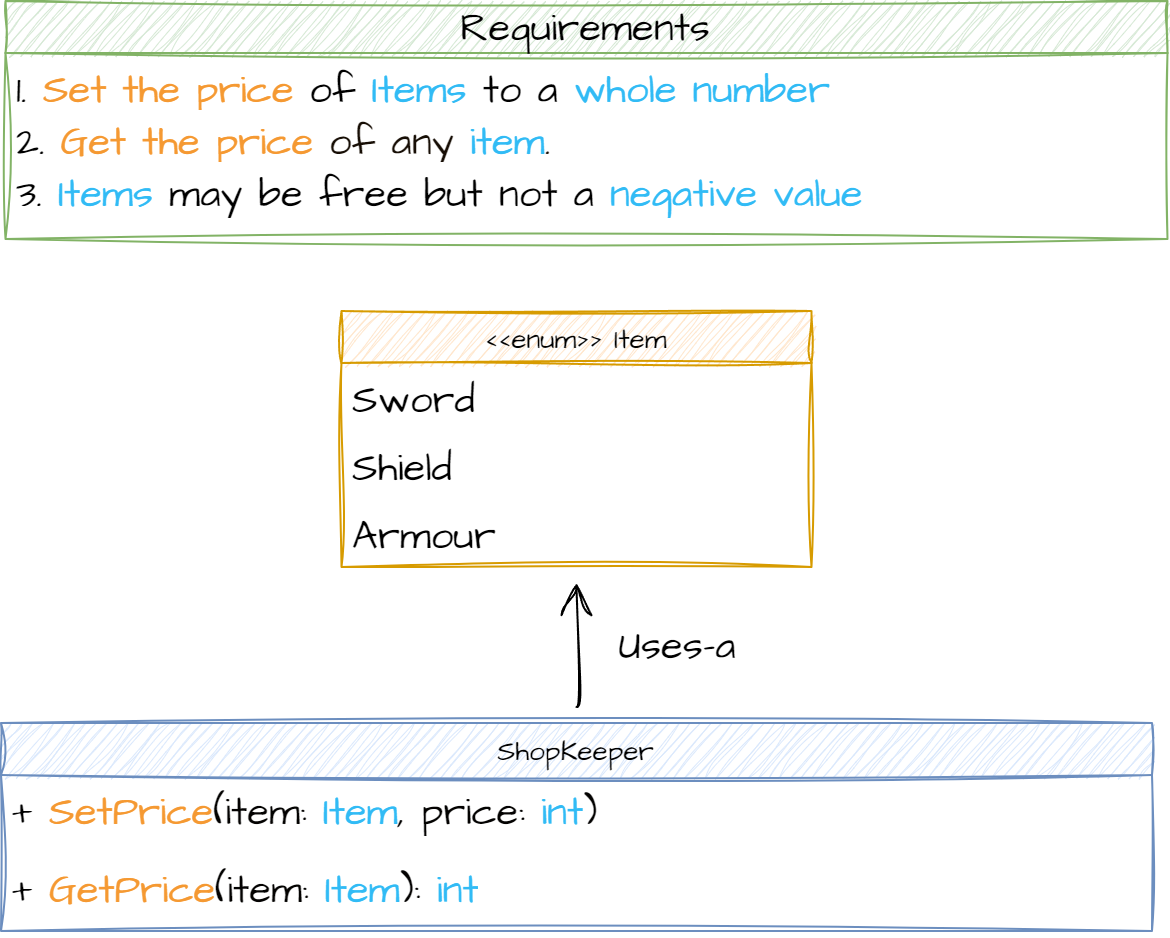 Requirements
1. Set the price of Items to a whole number
2. Get the price of any item.
3. Items may be free but not a negative value
<<enum>> Item
Sword
Shield
Armour
Uses-a
ShopKeeper
+ SetPrice(item: Item, price: int)
+ GetPrice(item: Item): int